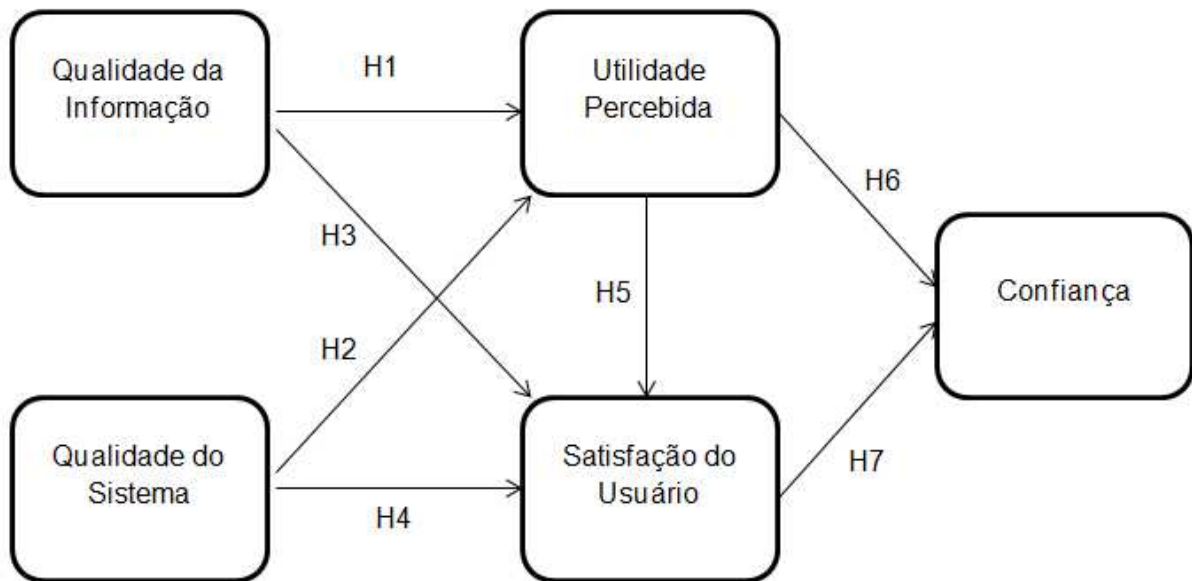 Qualidade da
Informação
H1
Utilidade
Percebida
H6
H3
H5
Confiança
H2
Qualidade do
Sistema
H4
Satisfação do
Usuário
H7